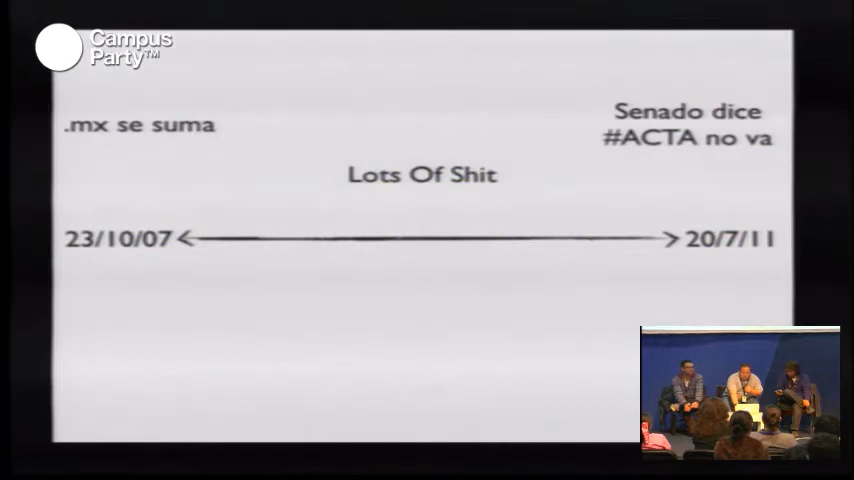 Campus
Party™
.mx se suma
Senado dice
#ACTA no va
Lots Of Shit
23/10/07
20/7/11